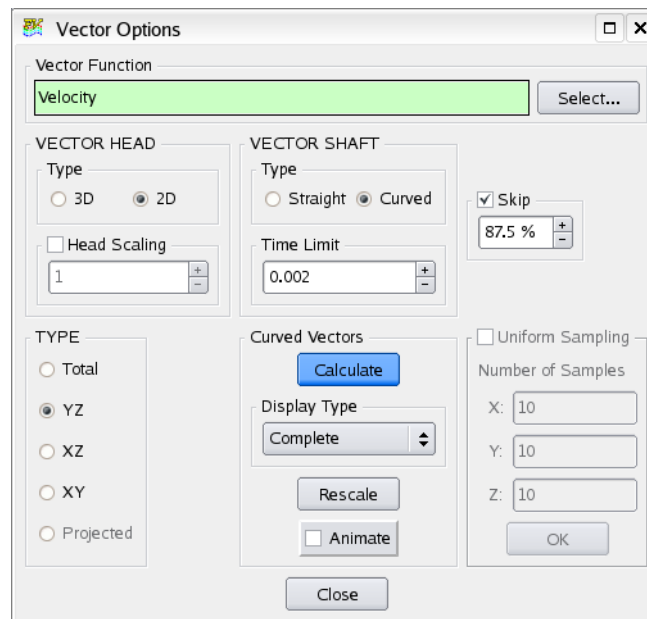 Vector Options
Vector Function
Velocity
Select...
VECTOR HEAD
VECTOR SHAFT
Type
Type
3D
2D
Straight
Curved
Skip
87.5 %
Head Scaling
Time Limit
1
0.002
TYPE
Curved Vectors
Uniform Sampling
Total
Calculate
Number of Samples
YZ
Display Type
X: 10
XZ
Complete
Y: 10
XY
Rescale
Z: 10
Projected
Animate
OK
Close